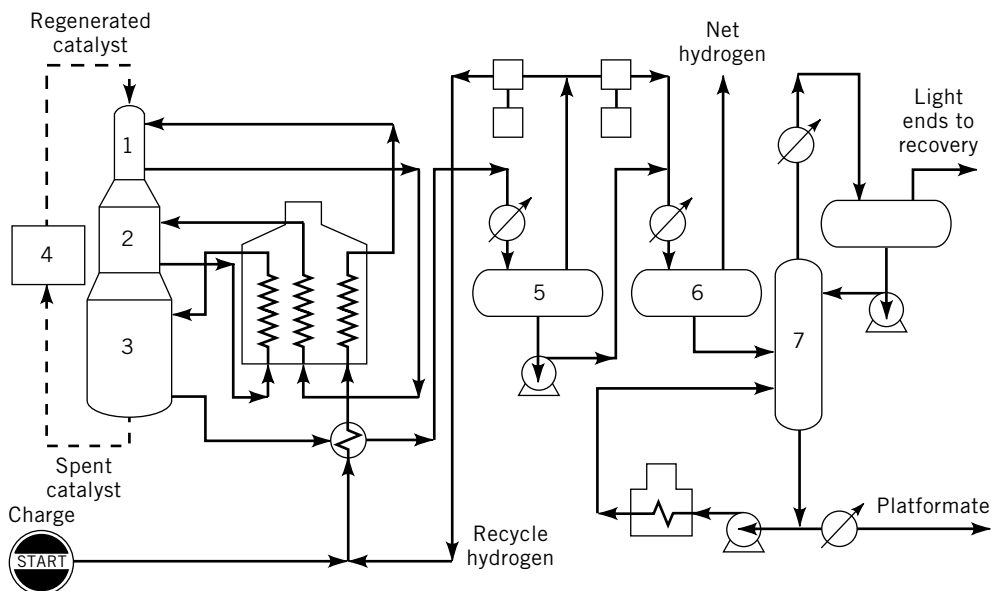 Regenerated
catalyst
Net
hydrogen
Light
ends to
recovery
1
2
3
4
5
6
7
Spent
catalyst
Charge
START
Recycle
hydrogen
Platformate